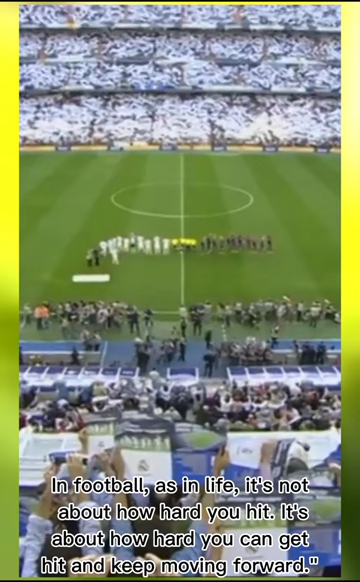 In football, as in life, it's not
about how hard you hit. It's
about how hard you can get
hit and keep moving forward."